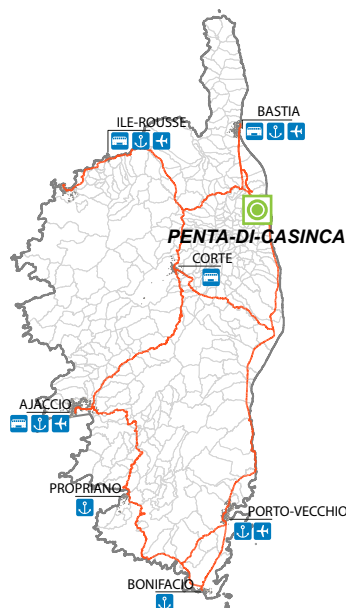 BASTIA
ILE-ROUSSE
PENTA-DI-CASINCA
CORTE
AJACCIO
PROPRIANO
PORTO-VECCHIO
BONIFACIO